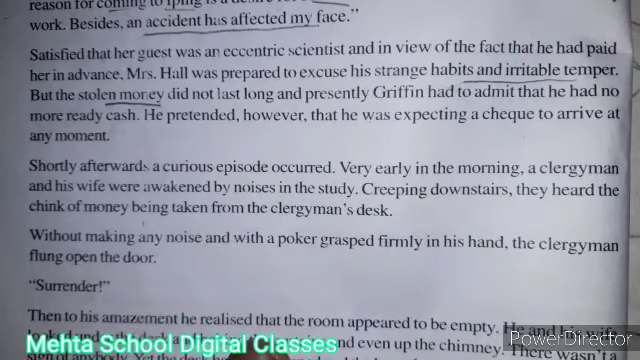 reason for coming to Iping is a desire for
work. Besides, an accident has affected my face."
Satisfied that her guest was an eccentric scientist and in view of the fact that he had paid
her in advance, Mrs. Hall was prepared to excuse his strange habits and irritable temper.
But the stolen money did not last long and presently Griffin had to admit that he had no
more ready cash. He pretended, however, that he was expecting a cheque to arrive at
any moment.
Shortly afterwards a curious episode occurred. Very early in the morning, a clergyman
and his wife were awakened by noises in the study. Creeping downstairs, they heard the
chink of money being taken from the clergyman's desk.
Without making any noise and with a poker grasped firmly in his hand, the clergyman
flung open the door.
"Surrender!"
Then to his amazement he realised that the room appeared to be empty. He and his wife
and even up the chimney. There wasn't a
sign of anybody. Yet the
Mehta School Digital Classes
PowerDirector